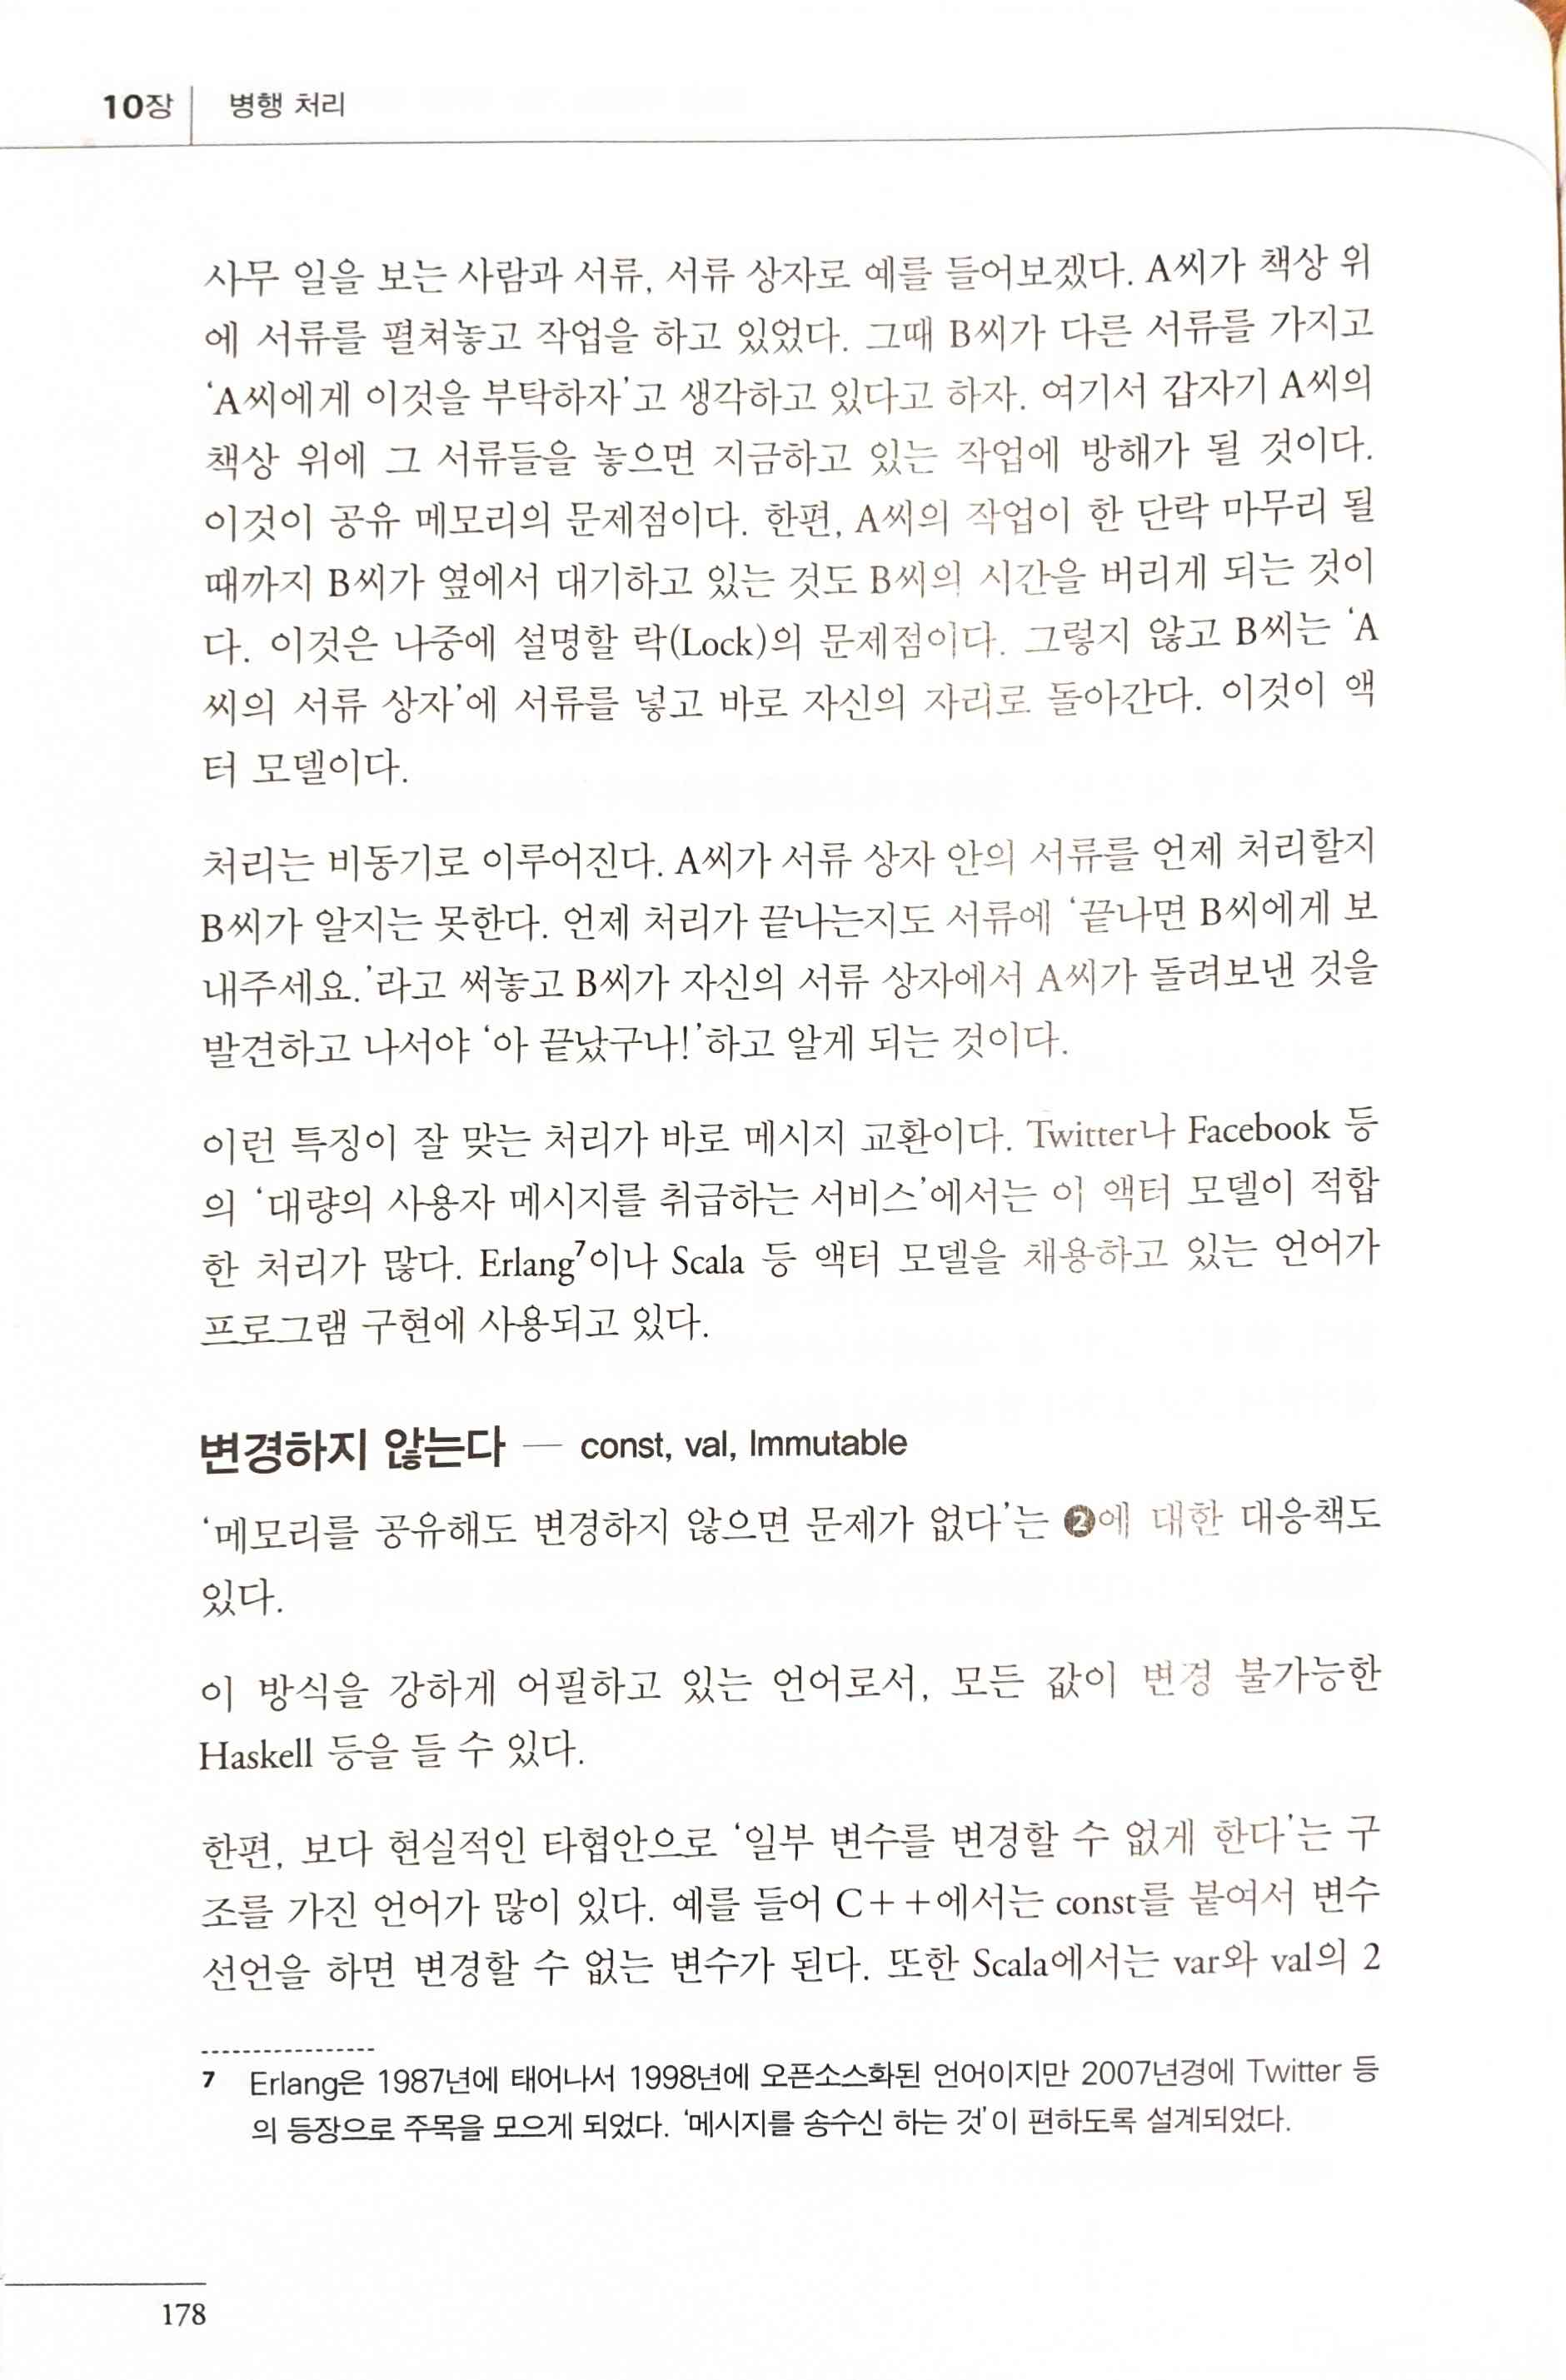 10장 병행 처리
사무 일을 보는 사람과 서류, 서류 상자로 예를 들어보겠다. A씨가 책상 위
에 서류를 펼쳐놓고 작업을 하고 있었다. 그때 B씨가 다른 서류를 가지고
‘A씨에게 이것을 부탁하자’고 생각하고 있다고 하자. 여기서 갑자기 A씨의
책상 위에 그 서류들을 놓으면 지금하고 있는 작업에 방해가 될 것이다.
이것이 공유 메모리의 문제점이다. 한편, A씨의 작업이 한 단락 마무리 될
때까지 B씨가 옆에서 대기하고 있는 것도 B씨의 시간을 버리게 되는 것이
다. 이것은 나중에 설명할 락(Lock)의 문제점이다. 그렇지 않고 B씨는 ‘A
씨의 서류 상자’에 서류를 넣고 바로 자신의 자리로 돌아간다. 이것이 액
터 모델이다.
처리는 비동기로 이루어진다. A씨가 서류 상자 안의 서류를 언제 처리할지
B씨가 알지는 못한다. 언제 처리가 끝나는지도 서류에 ‘끝나면 B씨에게 보
내주세요.’라고 써놓고 B씨가 자신의 서류 상자에서 A씨가 돌려보낸 것을
발견하고 나서야 ‘아 끝났구나!’하고 알게 되는 것이다.
이런 특징이 잘 맞는 처리가 바로 메시지 교환이다. Twitter나 Facebook 등
의 ‘대량의 사용자 메시지를 취급하는 서비스’에서는 이 액터 모델이 적합
한 처리가 많다. Erlang⁷이나 Scala 등 액터 모델을 채용하고 있는 언어가
프로그램 구현에 사용되고 있다.
변경하지 않는다 — const, val, Immutable
‘메모리를 공유해도 변경하지 않으면 문제가 없다’는 ❷에 대한 대응책도
있다.
이 방식을 강하게 어필하고 있는 언어로서, 모든 값이 변경 불가능한
Haskell 등을 들 수 있다.
한편, 보다 현실적인 타협안으로 ‘일부 변수를 변경할 수 없게 한다’는 구
조를 가진 언어가 많이 있다. 예를 들어 C++에서는 const를 붙여서 변수
선언을 하면 변경할 수 없는 변수가 된다. 또한 Scala에서는 var와 val의 2
7 Erlang은 1987년에 태어나서 1998년에 오픈소스화된 언어이지만 2007년경에 Twitter 등
의 등장으로 주목을 모으게 되었다. ‘메시지를 송수신 하는 것’이 편하도록 설계되었다.
178